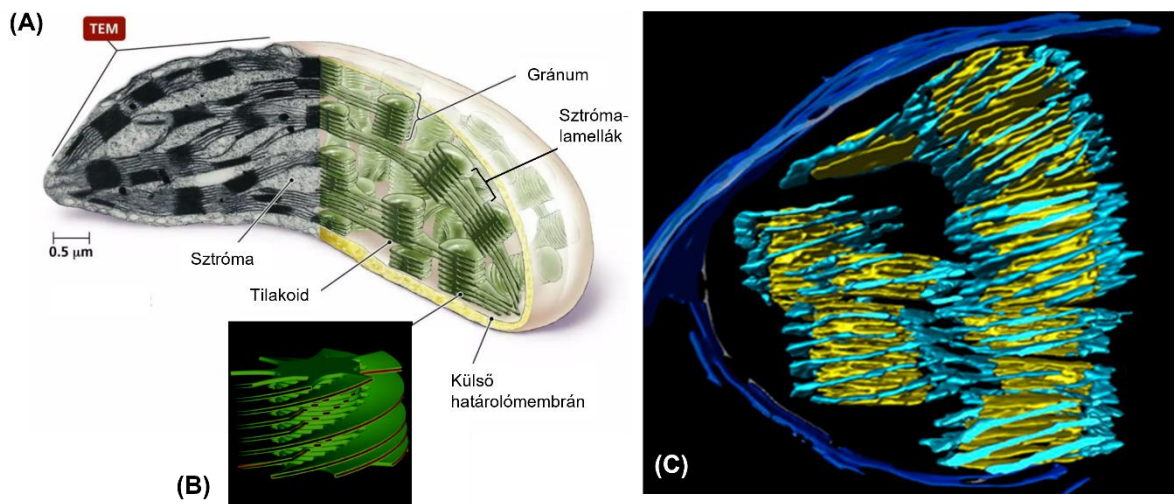 (A)
TEM
Gránum
Sztróma-
lamellák
0.5 μm
Sztróma
Tilakoid
Külső
határolómembrán
(B)
(C)